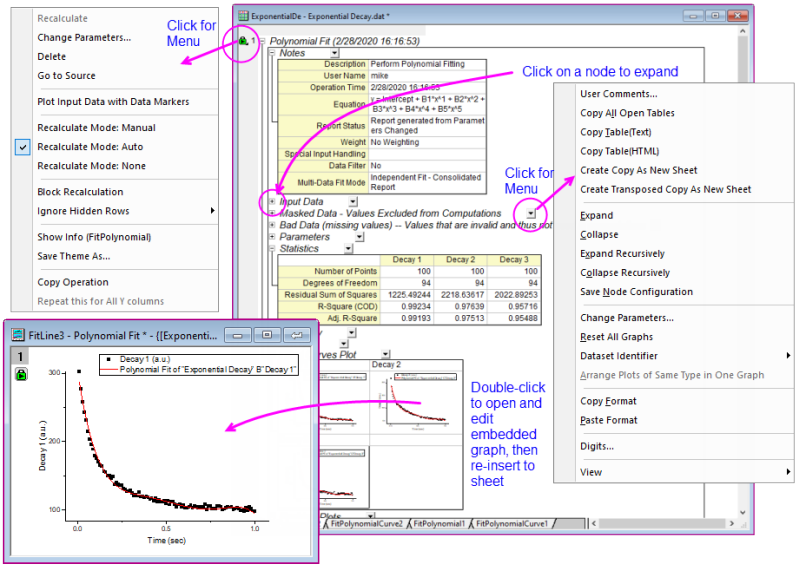 Recalculate
Change Parameters...
Delete
Go to Source
Plot Input Data with Data Markers
Recalculate Mode: Manual
Recalculate Mode: Auto
Recalculate Mode: None
Block Recalculation
Ignore Hidden Rows
Show Info (FitPolynomial)
Save Theme As...
Copy Operation
Repeat this for All Y columns
Click for
Menu
ExponentialDe - Exponential Decay.dat *
1
Polynomial Fit (2/28/2020 16:16:53)
Notes
Description Perform Polynomial Fitting
User Name mike
Operation Time 2/28/2020 16:16:53
Equation y = Intercept + B1*x^1 + B2*x^2 +
B3*x^3 + B4*x^4 + B5*x^5
Report Status Report generated from Paramet
ers Changed
Weight No Weighting
Special Input Handling
Data Filter No
Multi-Data Fit Mode Independent Fit - Consolidated
Report
Input Data
Masked Data - Values Excluded from Computations
Bad Data (missing values) -- Values that are invalid and thus not
Parameters
Statistics
Decay 1 Decay 2 Decay 3
Number of Points 100 100 100
Degrees of Freedom 94 94 94
Residual Sum of Squares 1225.49244 2218.63617 2022.89253
R-Square (COD) 0.99234 0.97639 0.95716
Adj. R-Square 0.99193 0.97513 0.95488
rves Plot
Decay 2
Plots
FitPolynomialCurve2 FitPolynomial1 FitPolynomialCurve1
Click on a node to expand
Click for
Menu
Double-click
to open and
edit
embedded
graph, then
re-insert to
sheet
User Comments...
Copy All Open Tables
Copy Table(Text)
Copy Table(HTML)
Create Copy As New Sheet
Create Transposed Copy As New Sheet
Expand
Collapse
Expand Recursively
Collapse Recursively
Save Node Configuration
Change Parameters...
Reset All Graphs
Dataset Identifier
Arrange Plots of Same Type in One Graph
Copy Format
Paste Format
Digits...
View
FitLine3 - Polynomial Fit * - {[Exponenti...
1
Decay 1 (a.u.)
Polynomial Fit of "Exponential Decay' B"Decay 1"
300
200
100
Decay 1 (a.u.)
0.0 0.5 1.0
Time (sec)